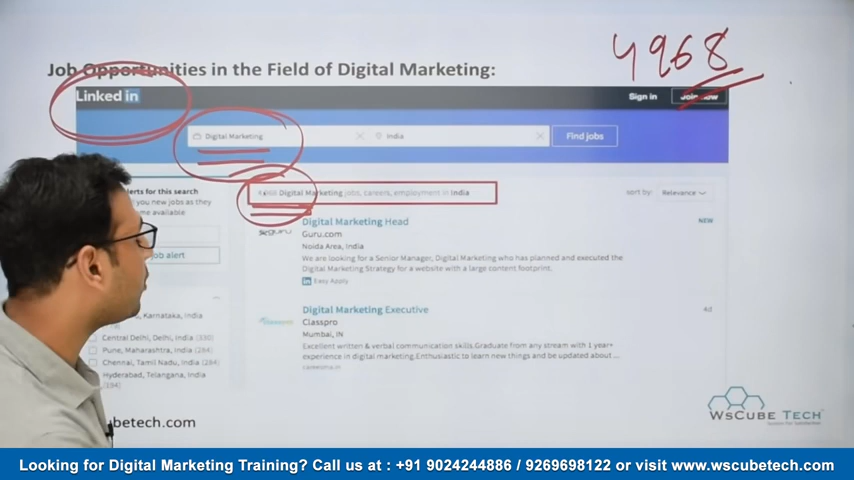 4968
Job Opportunities in the Field of Digital Marketing:
Linked in
Sign in
Join now
Digital Marketing
India
Find jobs
lerts for this search
you new jobs as they
me available
Digital Marketing jobs, careers, employment in India
sort by: Relevance
Digital Marketing Head
NEW
Guru.com
Noida Area, India
We are looking for a Senior Manager, Digital Marketing who has planned and executed the
Digital Marketing Strategy for a website with a large content footprint.
in Easy Apply
ob alert
Digital Marketing Executive
4d
Classpro
Mumbai, IN
Excellent written & verbal communication skills Graduate from any stream with 1 year+
experience in digital marketing.Enthusiastic to learn new things and be updated about ...
Karnataka, India
Central Delhi, Delhi, India (330)
Pune, Maharashtra, India (284)
Chennai, Tamil Nadu, India (284)
Hyderabad, Telangana, India
WsCube Tech
cubetech.com
Looking for Digital Marketing Training? Call us at : +91 9024244886 / 9269698122 or visit www.wscubetech.com